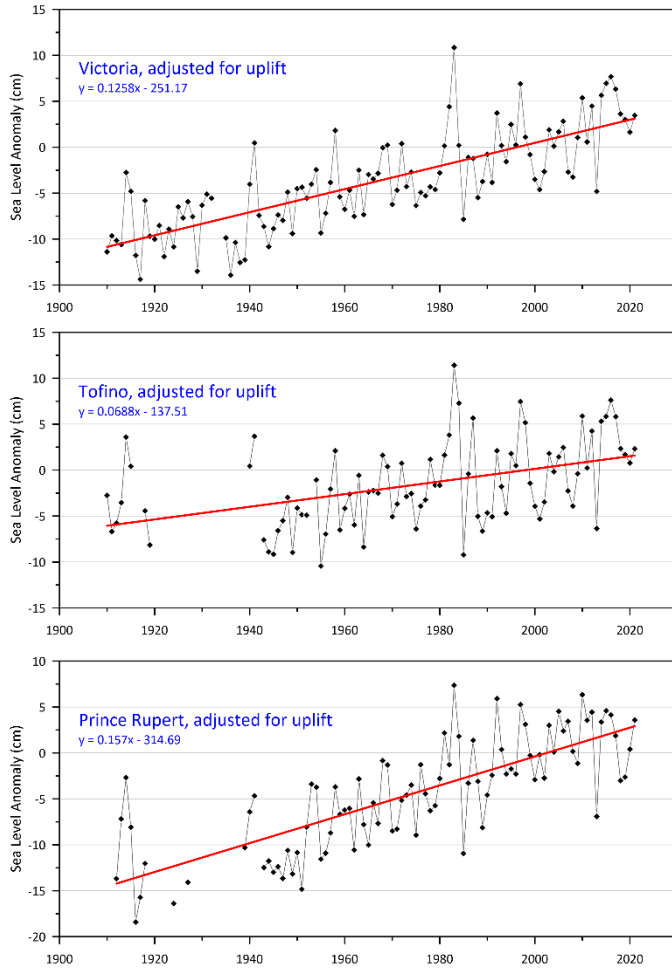 15
10
5
0
-5
-10
-15
Sea Level Anomaly (cm)
Victoria, adjusted for uplift
y = 0.1258x - 251.17
1900 1920 1940 1960 1980 2000 2020
15
10
5
0
-5
-10
-15
Sea Level Anomaly (cm)
Tofino, adjusted for uplift
y = 0.0688x - 137.51
1900 1920 1940 1960 1980 2000 2020
10
5
0
-5
-10
-15
-20
Sea Level Anomaly (cm)
Prince Rupert, adjusted for uplift
y = 0.157x - 314.69
1900 1920 1940 1960 1980 2000 2020